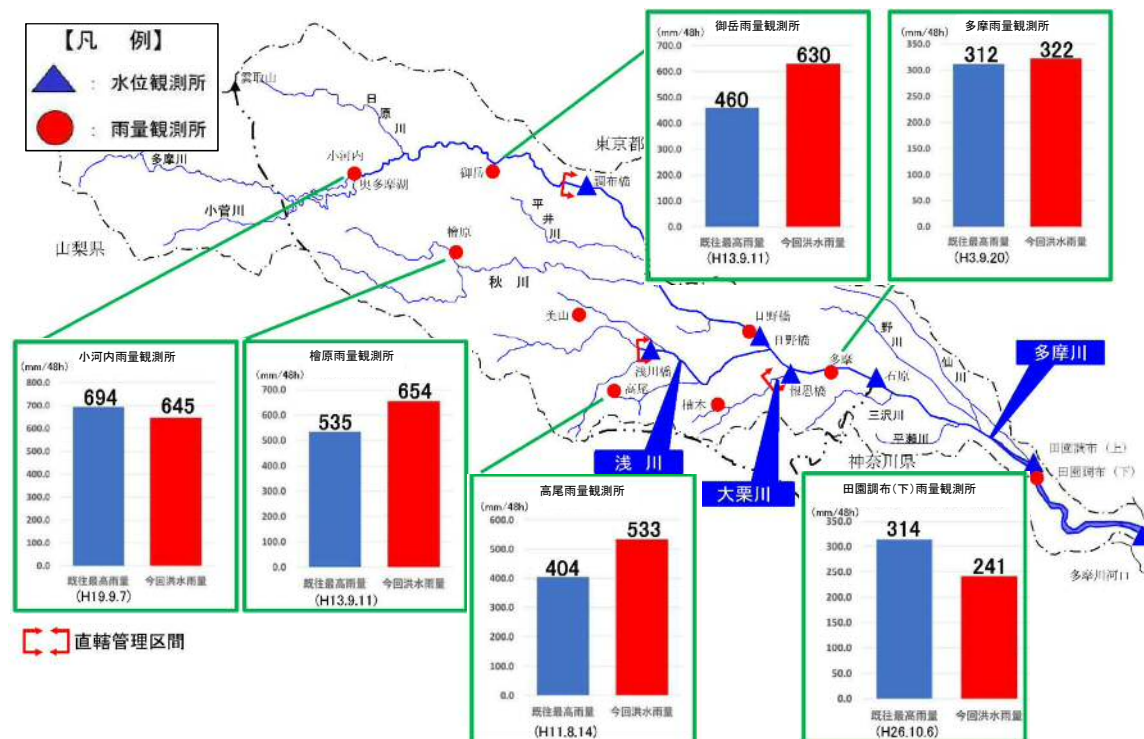 【凡 例】
： 水位観測所
： 雨量観測所
雲取山
日原川
多摩川
小河内
奥多摩湖
小菅川
山梨県
御岳
東京都
調布橋
平井川
檜原
秋 川
美山
浅川橋
高尾
柚木
日野橋
日野橋
多摩
報恩橋
石原
野川
仙川
三沢川
平瀬川
神奈川県
多摩川
浅 川
大栗川
田園調布（上）
田園調布（下）
多摩川河口
御岳雨量観測所
(mm/48h)
700.0
600.0
500.0
400.0
300.0
200.0
100.0
0.0
460
630
既往最高雨量 今回洪水雨量
(H13.9.11)
多摩雨量観測所
(mm/48h)
350.0
300.0
250.0
200.0
150.0
100.0
50.0
0.0
312
322
既往最高雨量 今回洪水雨量
(H3.9.20)
小河内雨量観測所
(mm/48h)
800.0
700.0
600.0
500.0
400.0
300.0
200.0
100.0
0.0
694
645
既往最高雨量 今回洪水雨量
(H19.9.7)
檜原雨量観測所
(mm/48h)
700.0
600.0
500.0
400.0
300.0
200.0
100.0
0.0
535
654
既往最高雨量 今回洪水雨量
(H13.9.11)
高尾雨量観測所
(mm/48h)
600.0
500.0
400.0
300.0
200.0
100.0
0.0
404
533
既往最高雨量 今回洪水雨量
(H11.8.14)
田園調布(下)雨量観測所
(mm/48h)
350.0
300.0
250.0
200.0
150.0
100.0
50.0
0.0
314
241
既往最高雨量 今回洪水雨量
(H26.10.6)
直轄管理区間